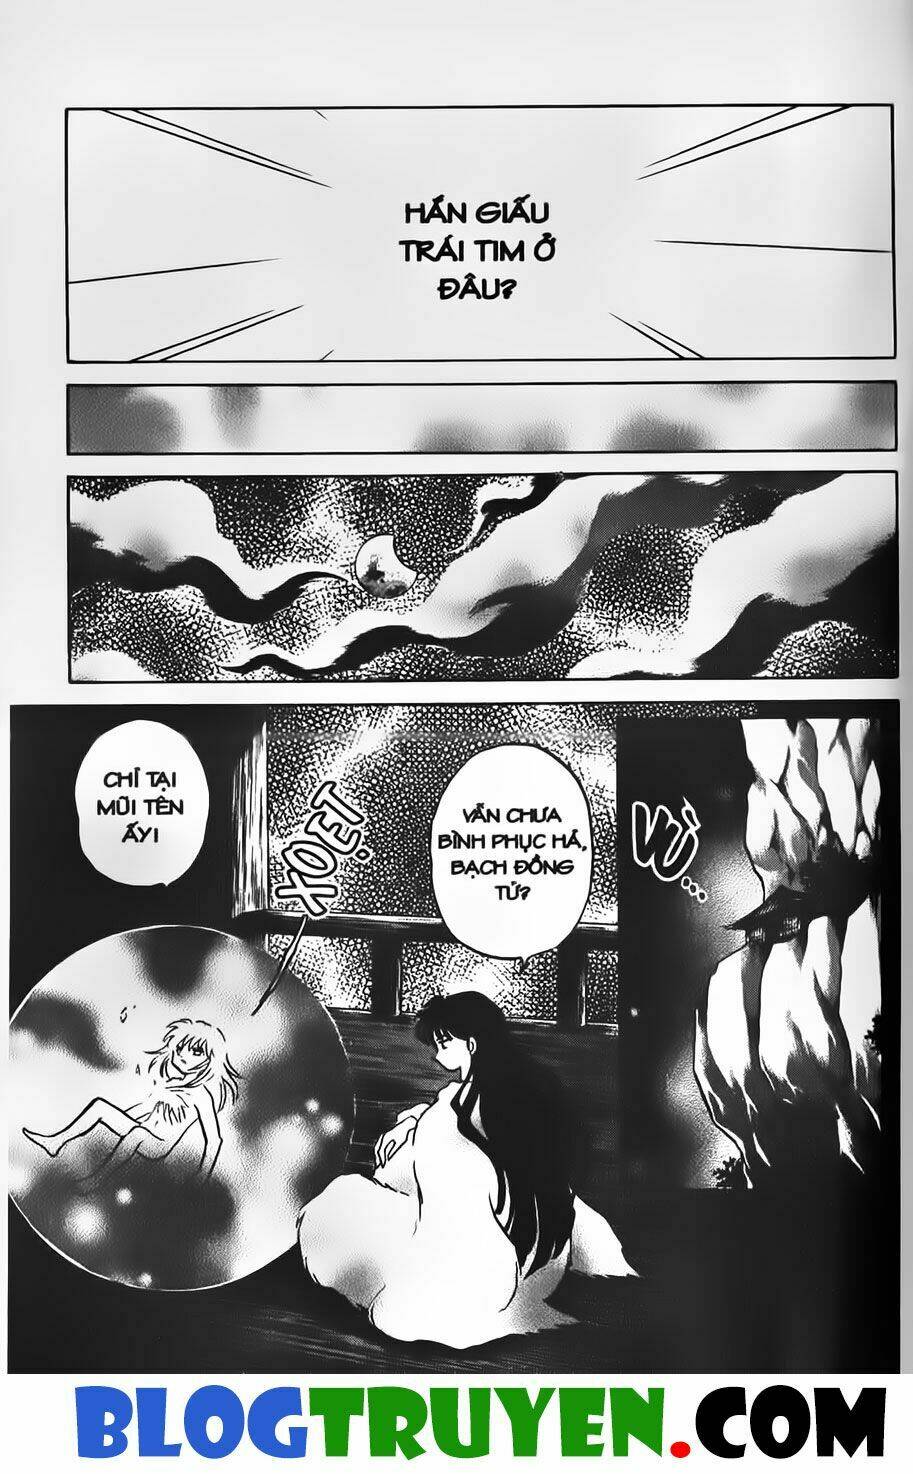 HẮN GIẤU
TRÁI TIM Ở
ĐÂU?
VÙ...
VẪN CHƯA
BÌNH PHỤC HẢ,
BẠCH ĐỒNG
TỬ?
XOẸT
CHỈ TẠI
MŨI TÊN
ẤY!
BLOGTRUYEN.COM